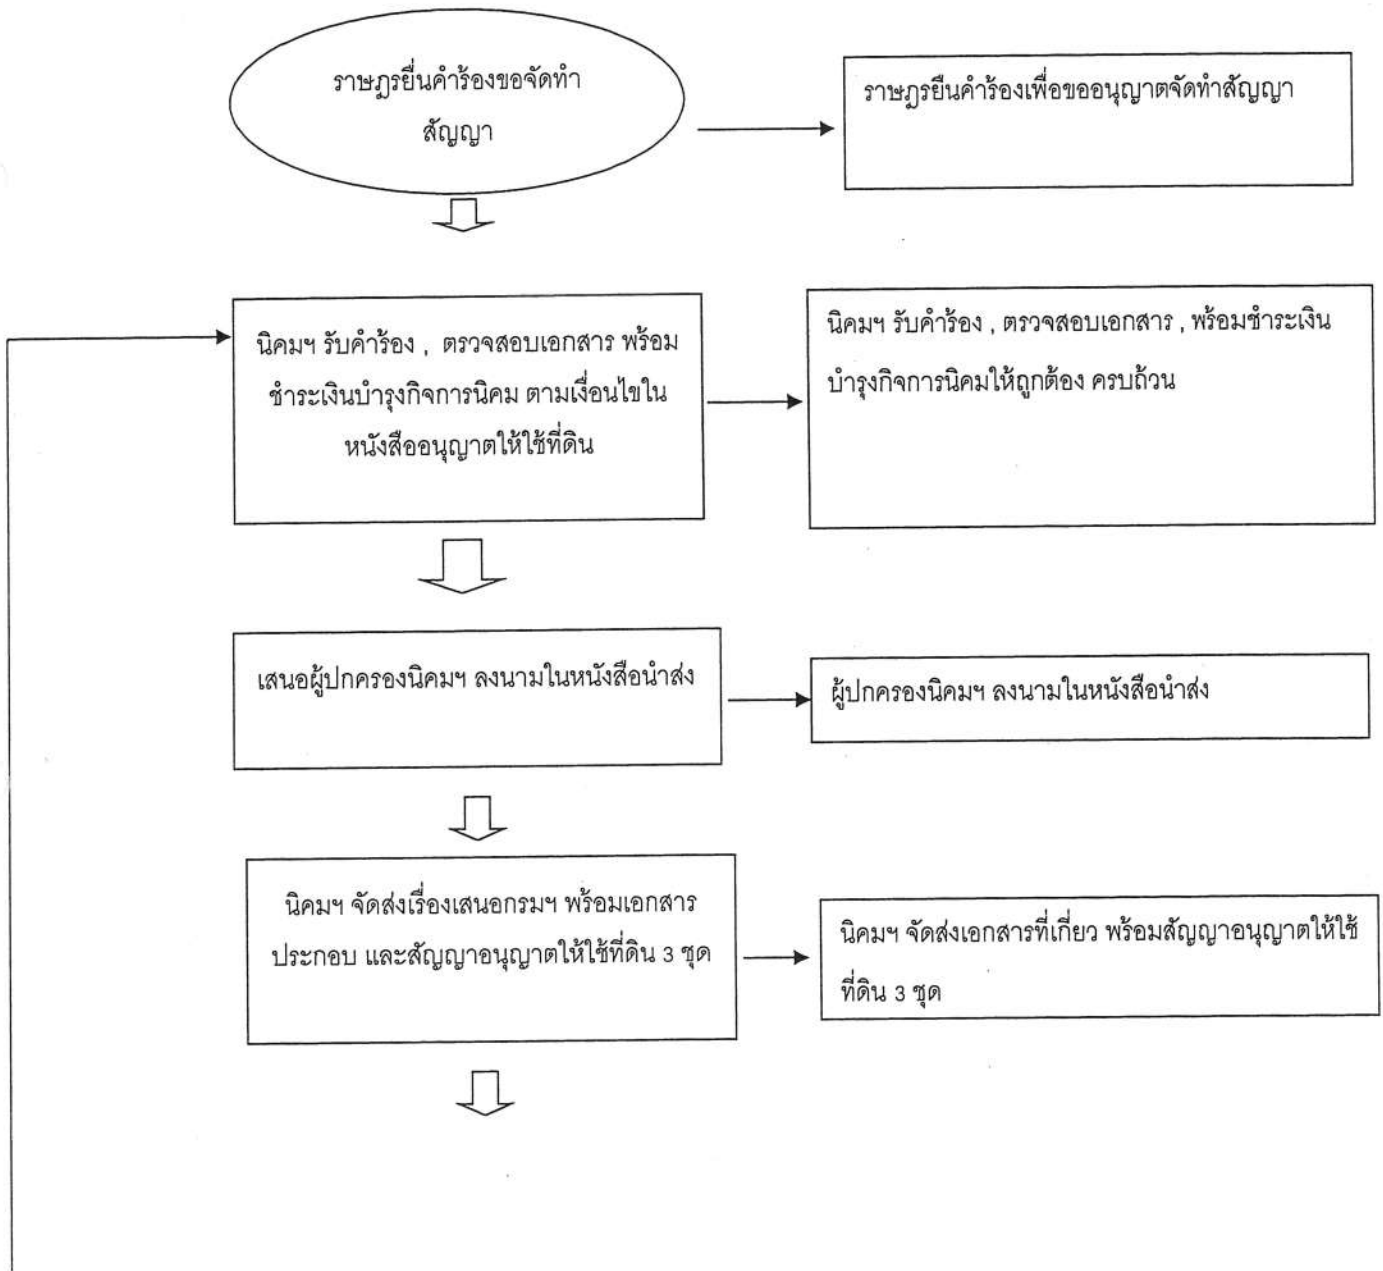 ราษฎรยื่นคำร้องขอจัดทำ
สัญญา
ราษฎรยืนคำร้องเพื่อขออนุญาตจัดทำสัญญา
นิคมฯ รับคำร้อง , ตรวจสอบเอกสาร พร้อม
ชำระเงินบำรุงกิจการนิคม ตามเงื่อนไขใน
หนังสืออนุญาตให้ใช้ที่ดิน
นิคมฯ รับคำร้อง , ตรวจสอบเอกสาร , พร้อมชำระเงิน
บำรุงกิจการนิคมให้ถูกต้อง ครบถ้วน
เสนอผู้ปกครองนิคมฯ ลงนามในหนังสือนำส่ง
ผู้ปกครองนิคมฯ ลงนามในหนังสือนำส่ง
นิคมฯ จัดส่งเรื่องเสนอกรมฯ พร้อมเอกสาร
ประกอบ และสัญญาอนุญาตให้ใช้ที่ดิน 3 ชุด
นิคมฯ จัดส่งเอกสารที่เกี่ยว พร้อมสัญญาอนุญาตให้ใช้
ที่ดิน 3 ชุด